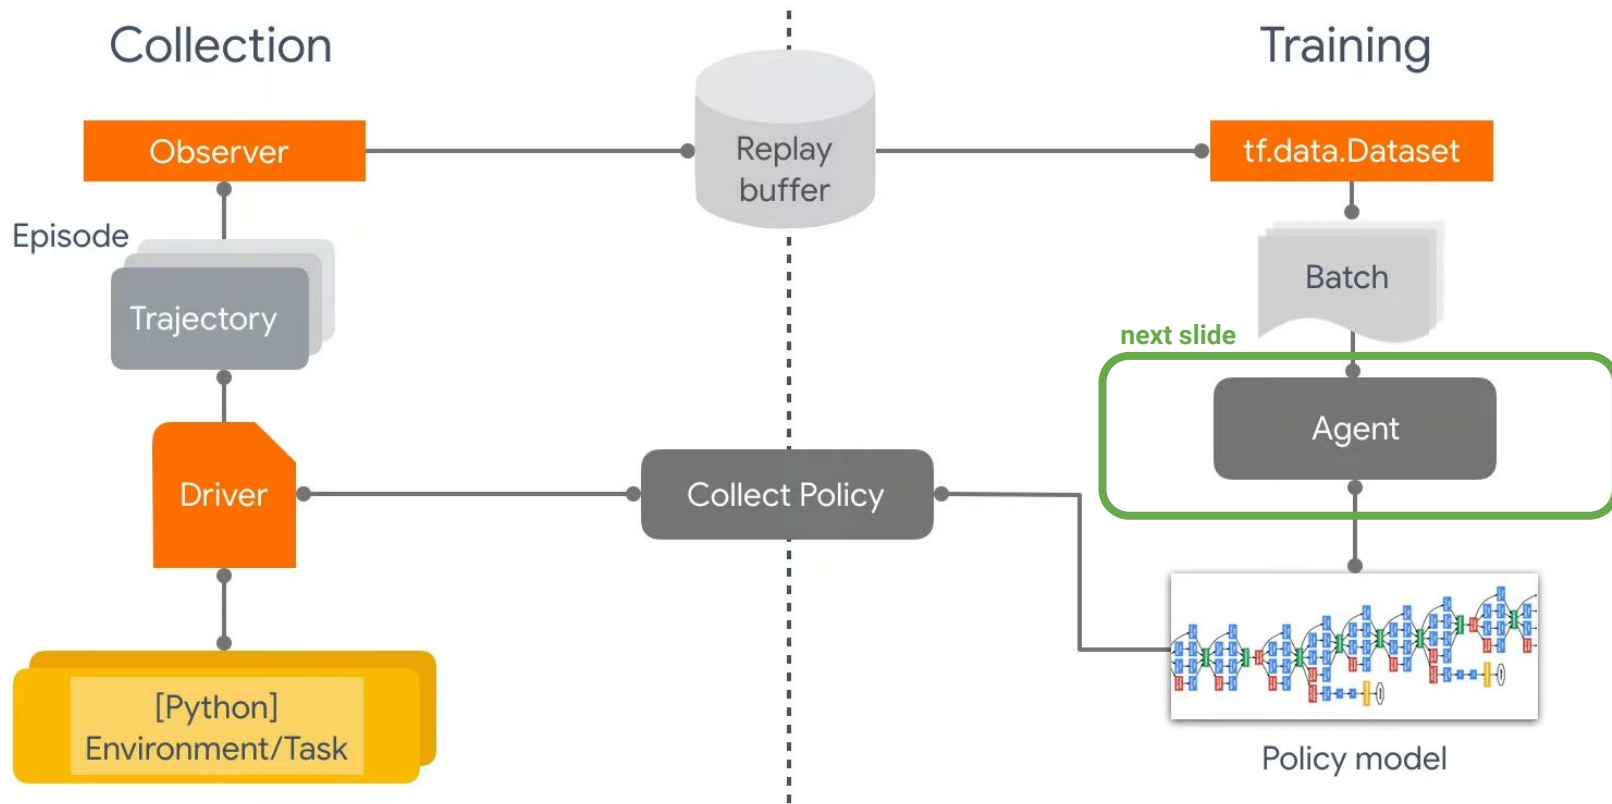 Collection
Training
Observer
Replay
buffer
tf.data.Dataset
Episode
Trajectory
Batch
next slide
Agent
Driver
Collect Policy
[Python]
Environment/Task
Policy model